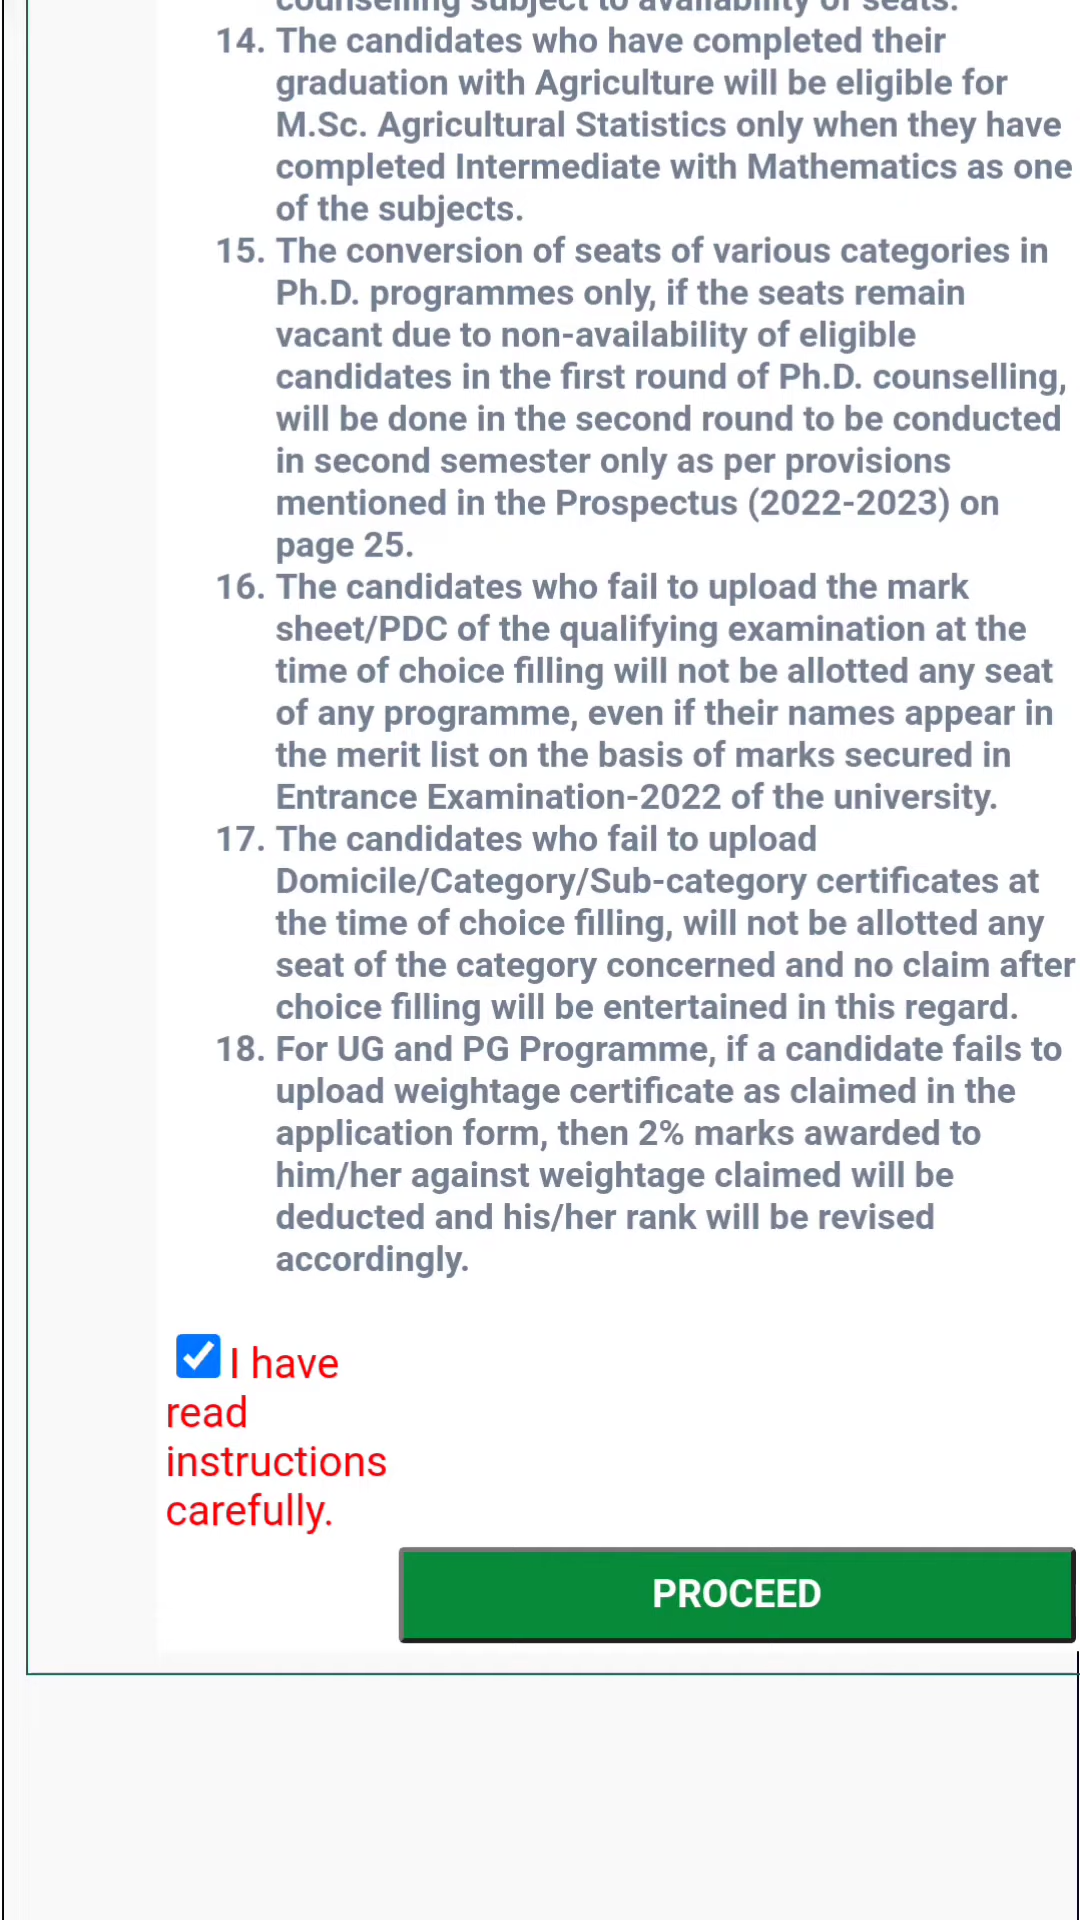 counselling subject to availability of seats.
14. The candidates who have completed their
graduation with Agriculture will be eligible for
M.Sc. Agricultural Statistics only when they have
completed Intermediate with Mathematics as one
of the subjects.
15. The conversion of seats of various categories in
Ph.D. programmes only, if the seats remain
vacant due to non-availability of eligible
candidates in the first round of Ph.D. counselling,
will be done in the second round to be conducted
in second semester only as per provisions
mentioned in the Prospectus (2022-2023) on
page 25.
16. The candidates who fail to upload the mark
sheet/PDC of the qualifying examination at the
time of choice filling will not be allotted any seat
of any programme, even if their names appear in
the merit list on the basis of marks secured in
Entrance Examination-2022 of the university.
17. The candidates who fail to upload
Domicile/Category/Sub-category certificates at
the time of choice filling, will not be allotted any
seat of the category concerned and no claim after
choice filling will be entertained in this regard.
18. For UG and PG Programme, if a candidate fails to
upload weightage certificate as claimed in the
application form, then 2% marks awarded to
him/her against weightage claimed will be
deducted and his/her rank will be revised
accordingly.
I have
read
instructions
carefully.
PROCEED